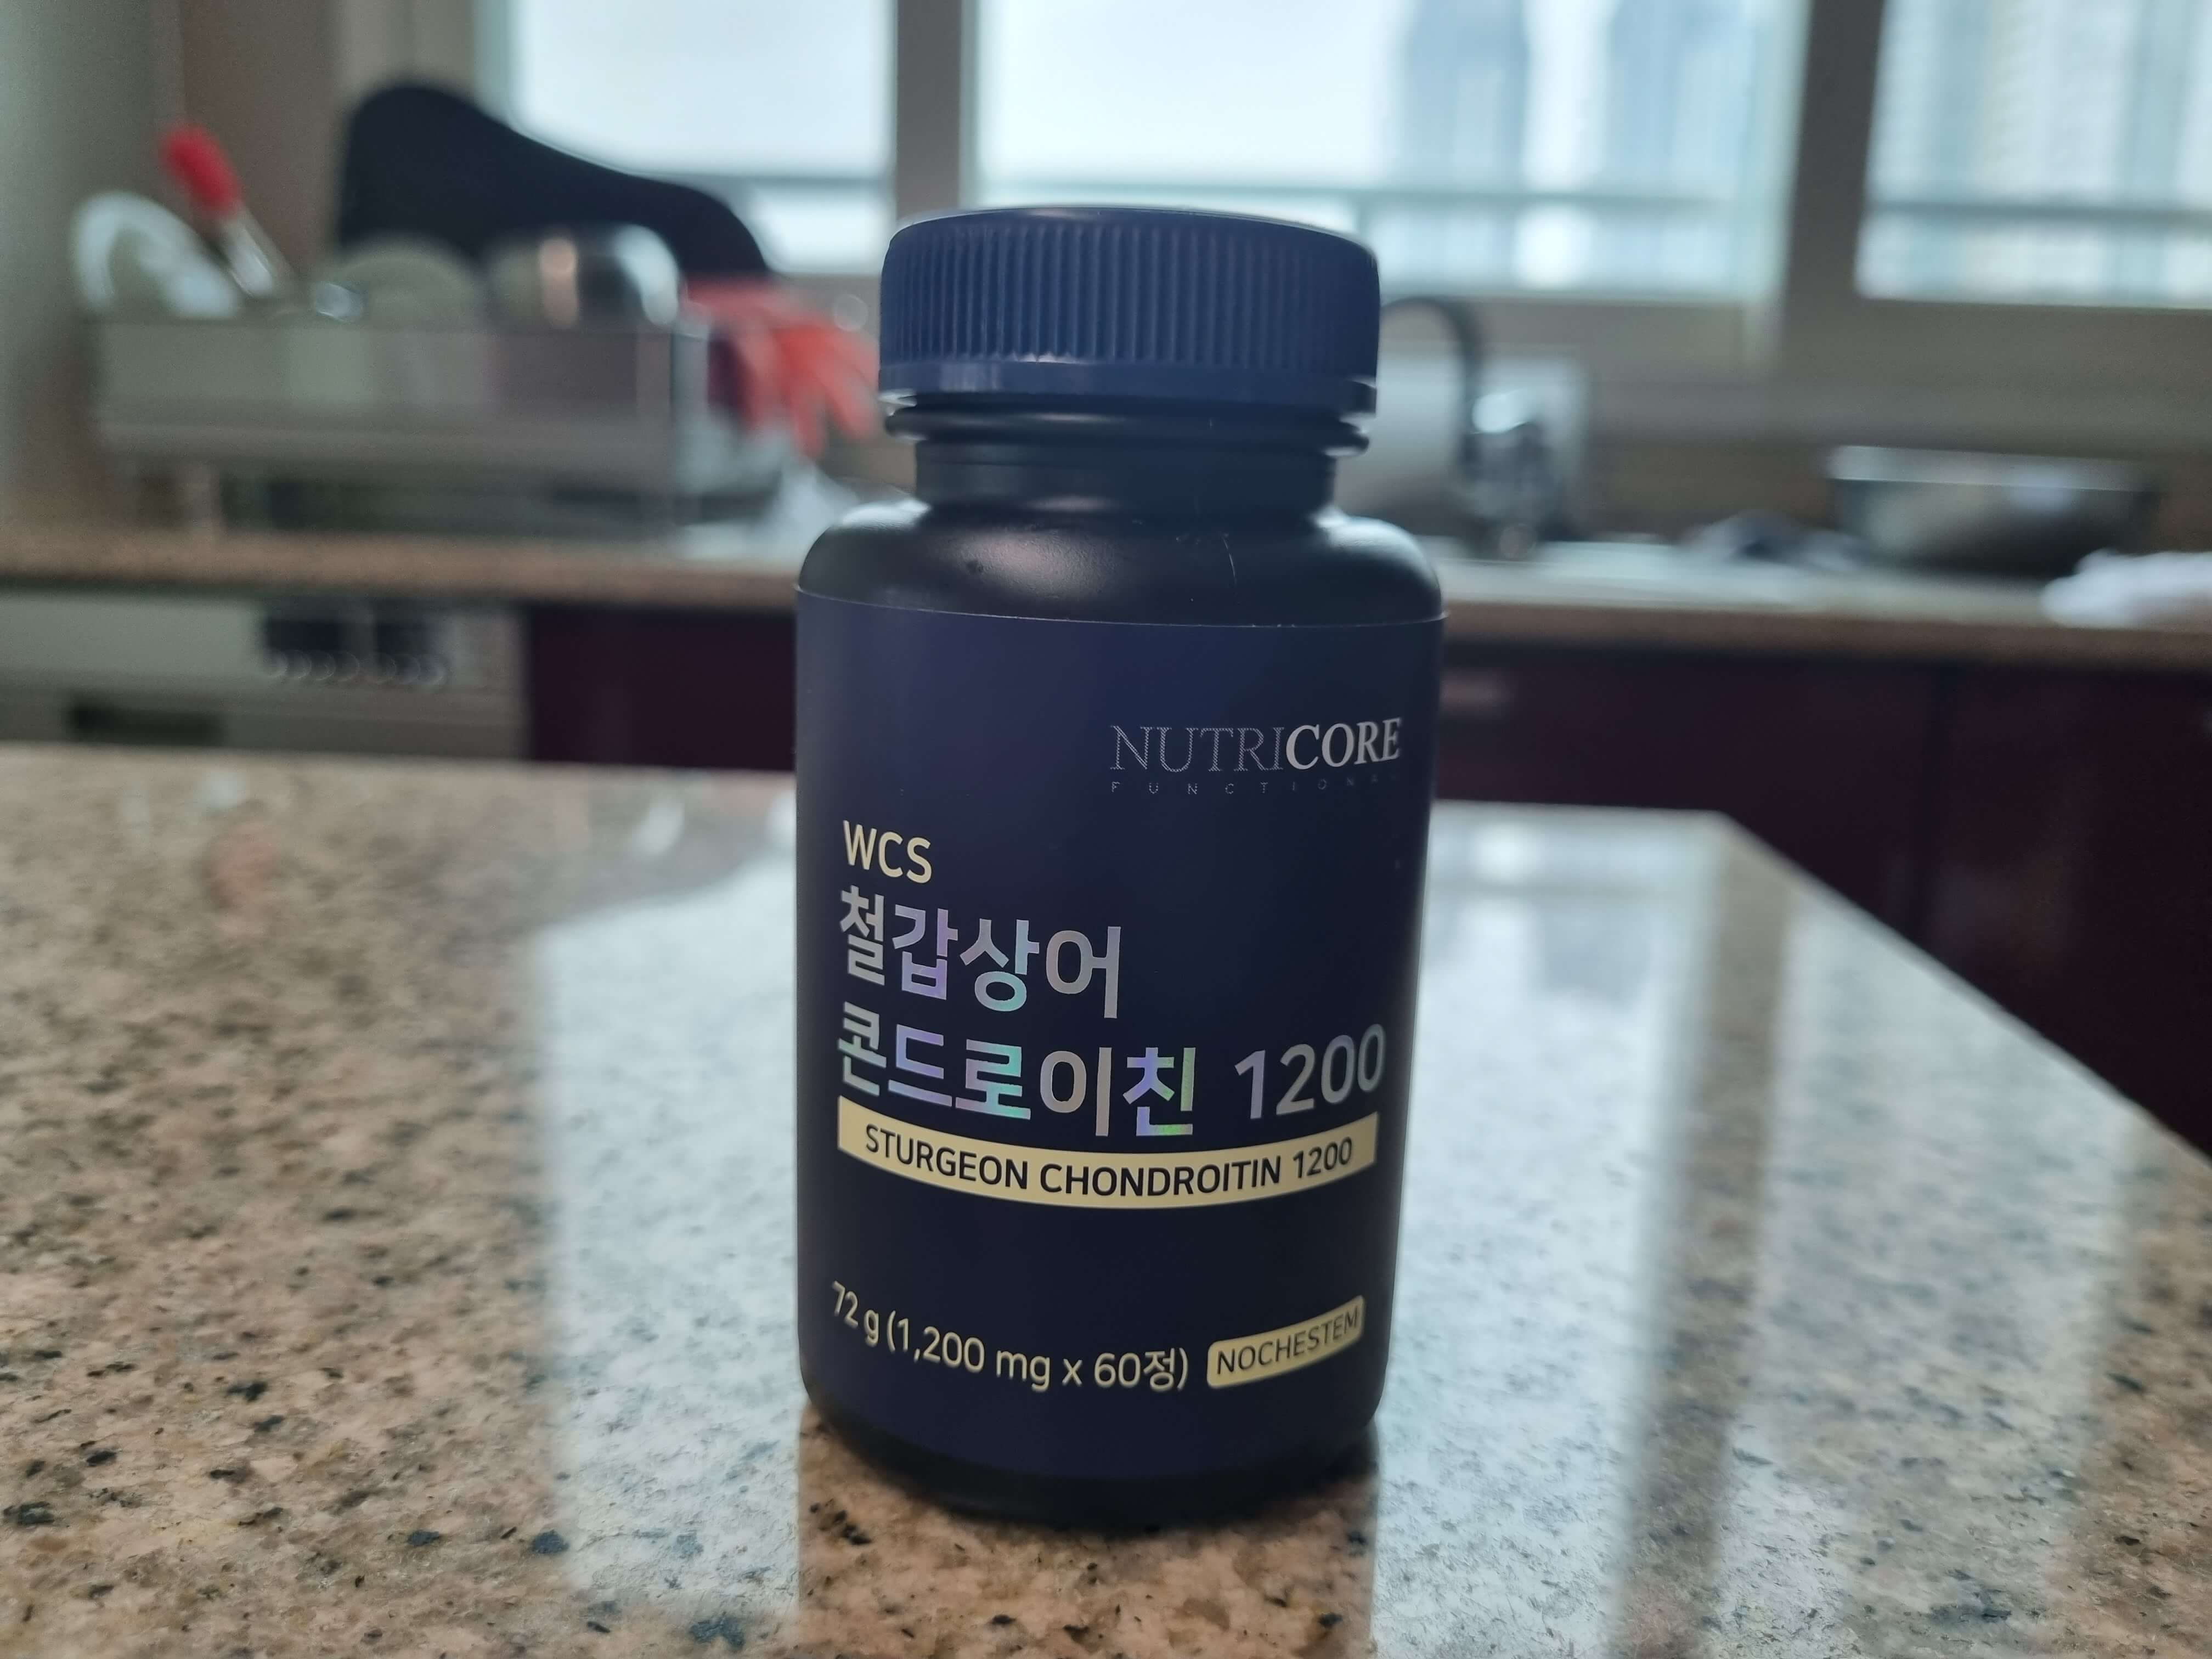 NUTRICORE
FUNCTIONAL
WCS
철갑상어
콘드로이친 1200
STURGEON CHONDROITIN 1200
72 g (1,200 mg x 60정)
NOCHESTEM